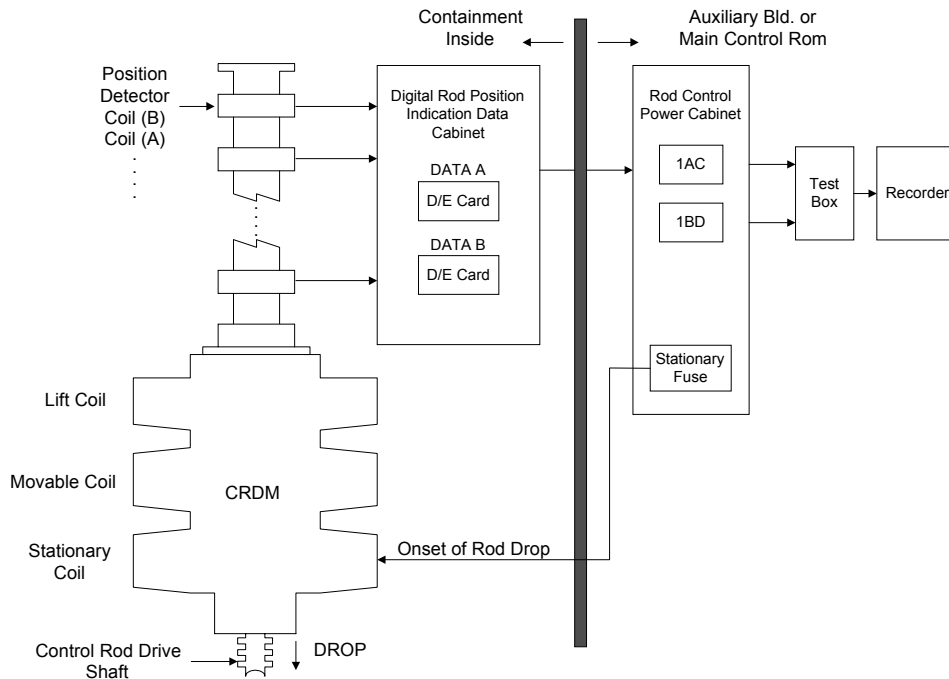 Containment
Inside
Auxiliary Bld. or
Main Control Rom
Position
Detector
Coil (B)
Coil (A)
Digital Rod Position
Indication Data
Cabinet
DATA A
D/E Card
DATA B
D/E Card
Rod Control
Power Cabinet
1AC
1BD
Test
Box
Recorder
Stationary
Fuse
Lift Coil
Movable Coil
CRDM
Stationary
Coil
Onset of Rod Drop
Control Rod Drive
Shaft
DROP